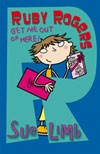 RUBY ROGERS
GET ME OUT
OF HERE!
Sue Limb